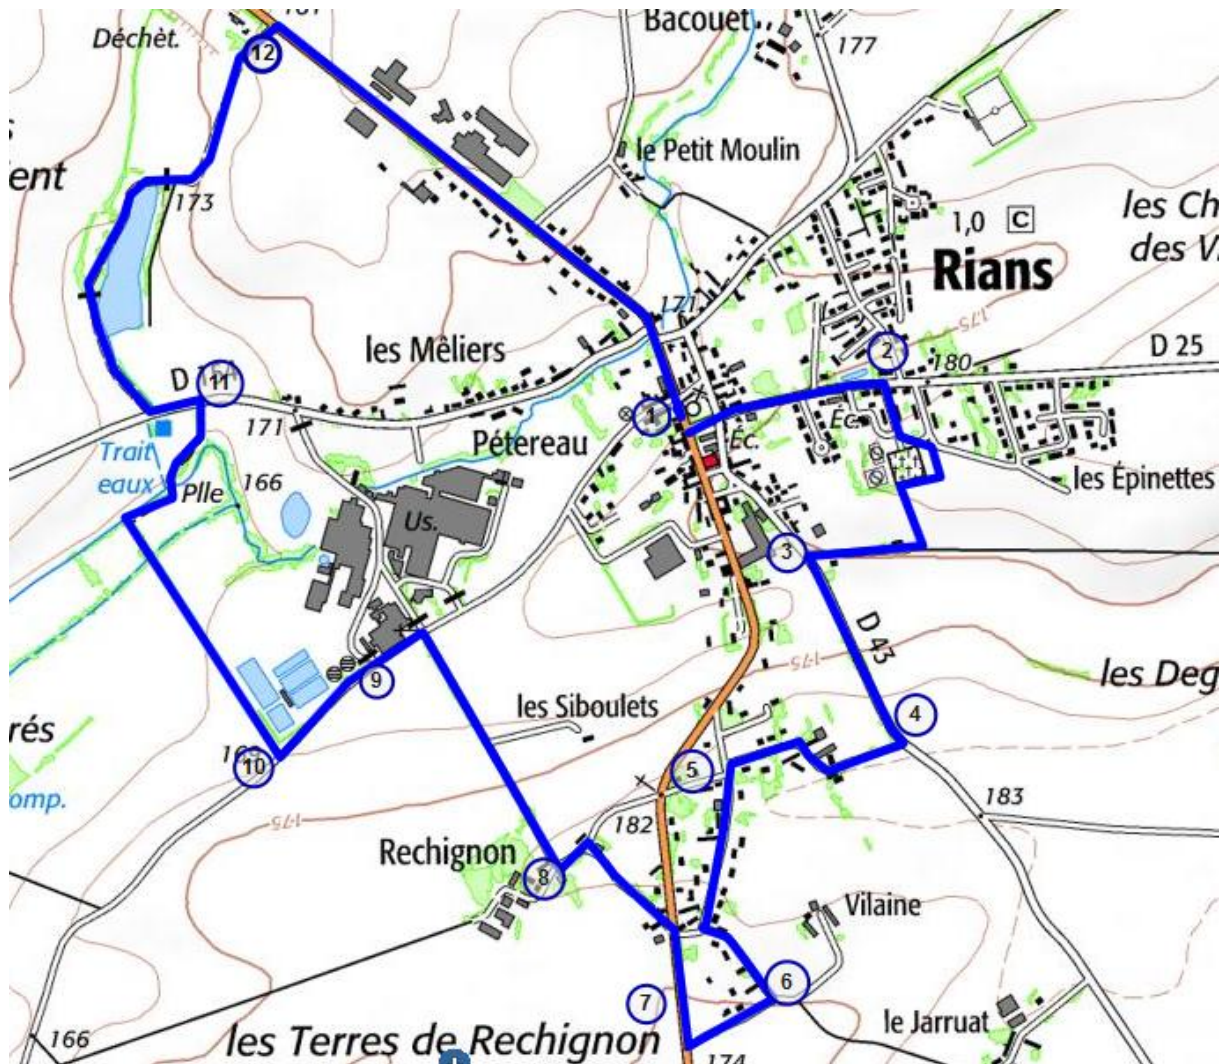 Déchèt.
12
Bacouet
177
le Petit Moulin
ent
173
les Ch
1,0 C
des V
Rians
171
les Mêliers
2
D 25
180
175
D
11
1
171
Pétereau
Éc.
Éc.
Trait
eaux
Plle
166
les Épinettes
Us.
3
D 43
175
les Deg
9
les Siboulets
4
rés
10
5
omp.
175
182
183
Rechignon
8
Vilaine
6
7
166
les Terres de Rechignon
le Jarruat
174